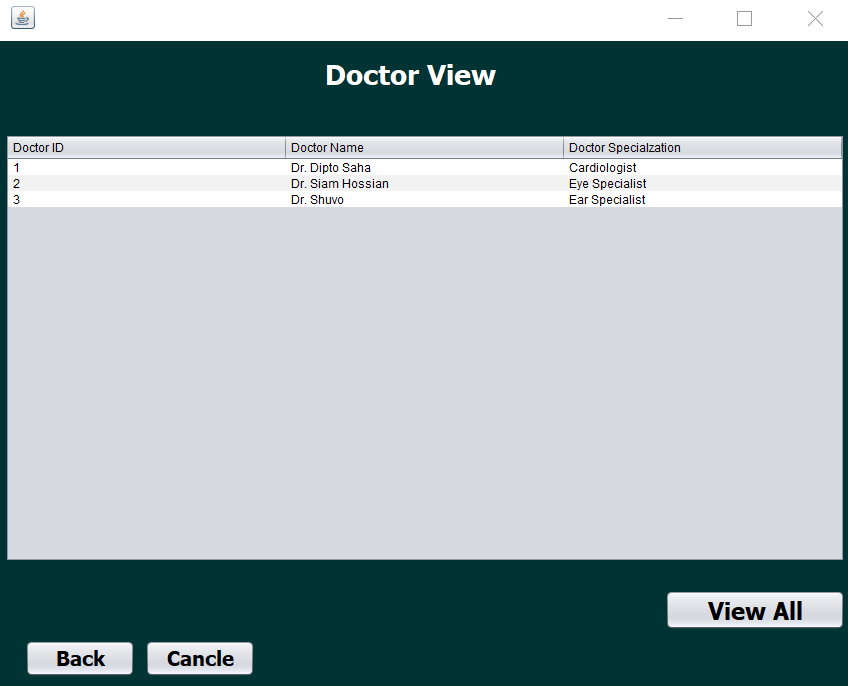 Doctor View
Doctor ID Doctor Name Doctor Specialzation
1 Dr. Dipto Saha Cardiologist
2 Dr. Siam Hossian Eye Specialist
3 Dr. Shuvo Ear Specialist
View All
Back Cancle